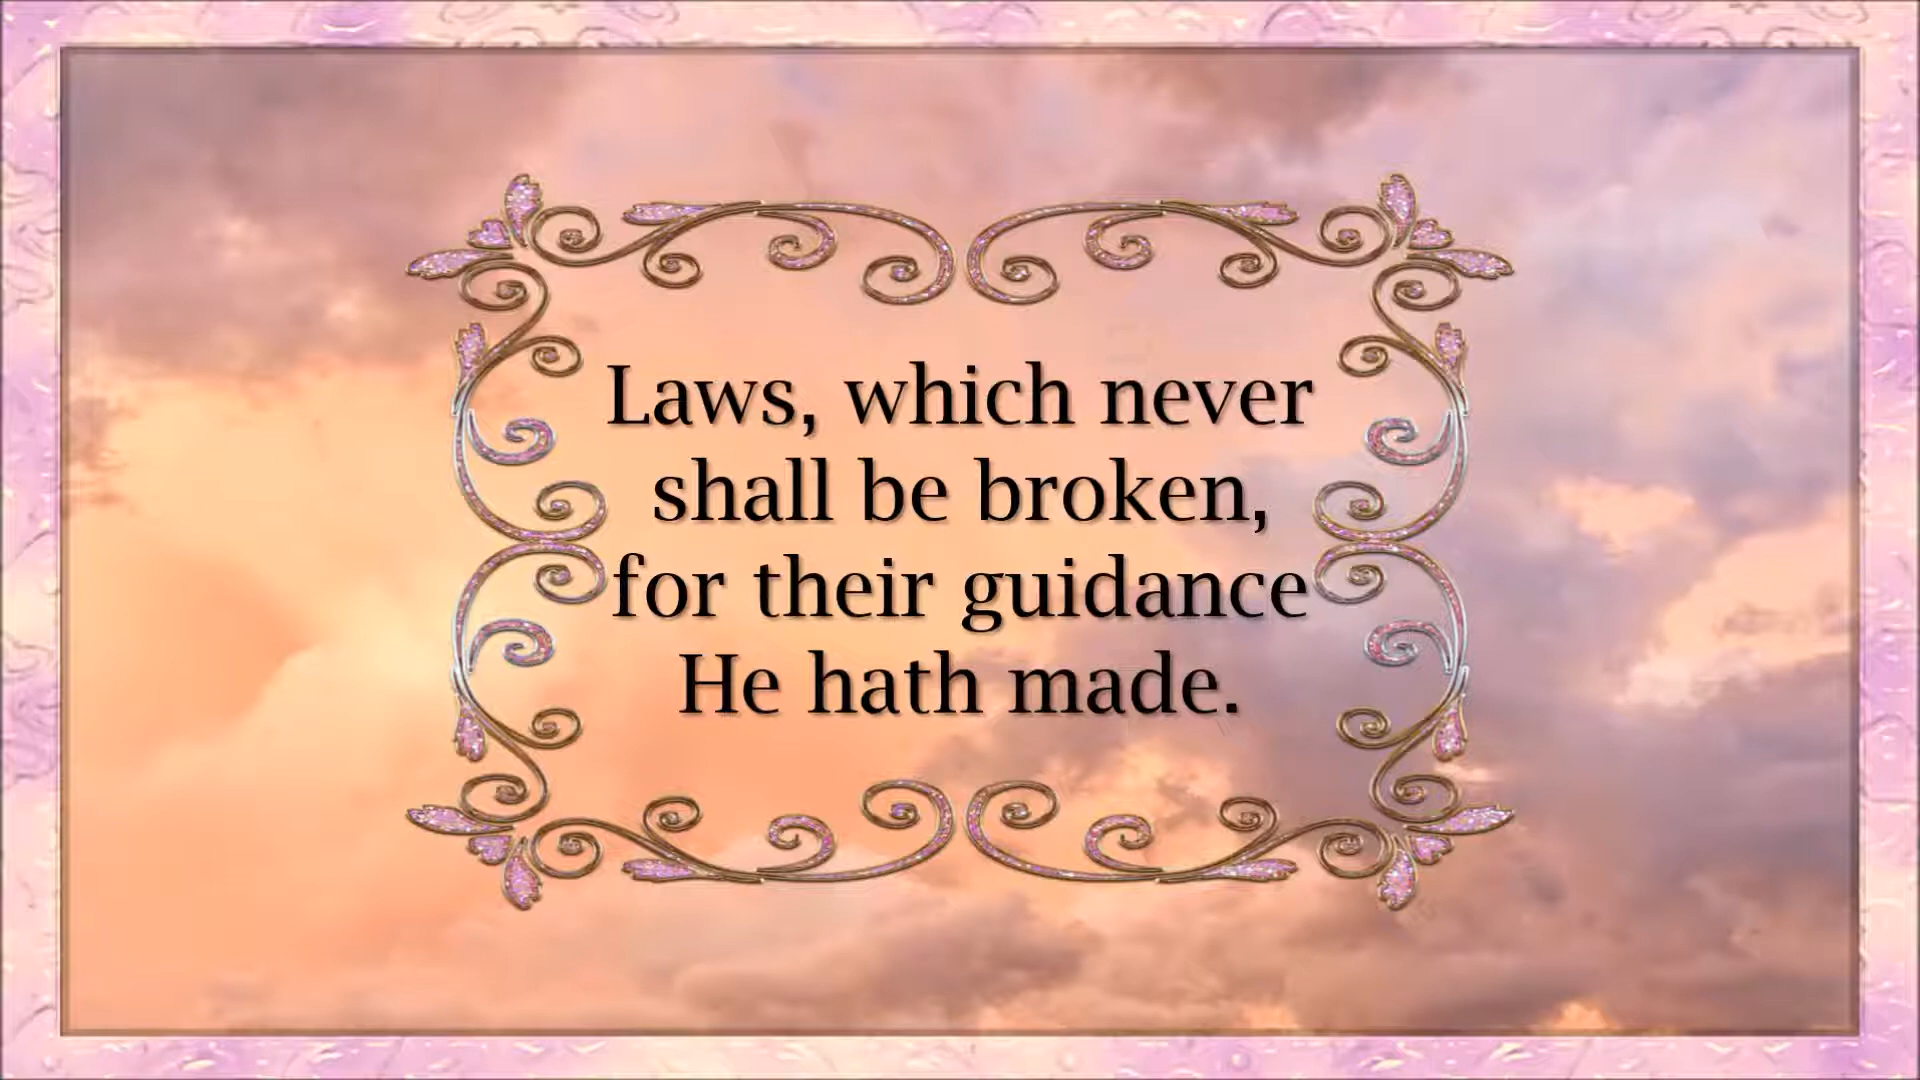 Laws, which never
shall be broken,
for their guidance
He hath made.